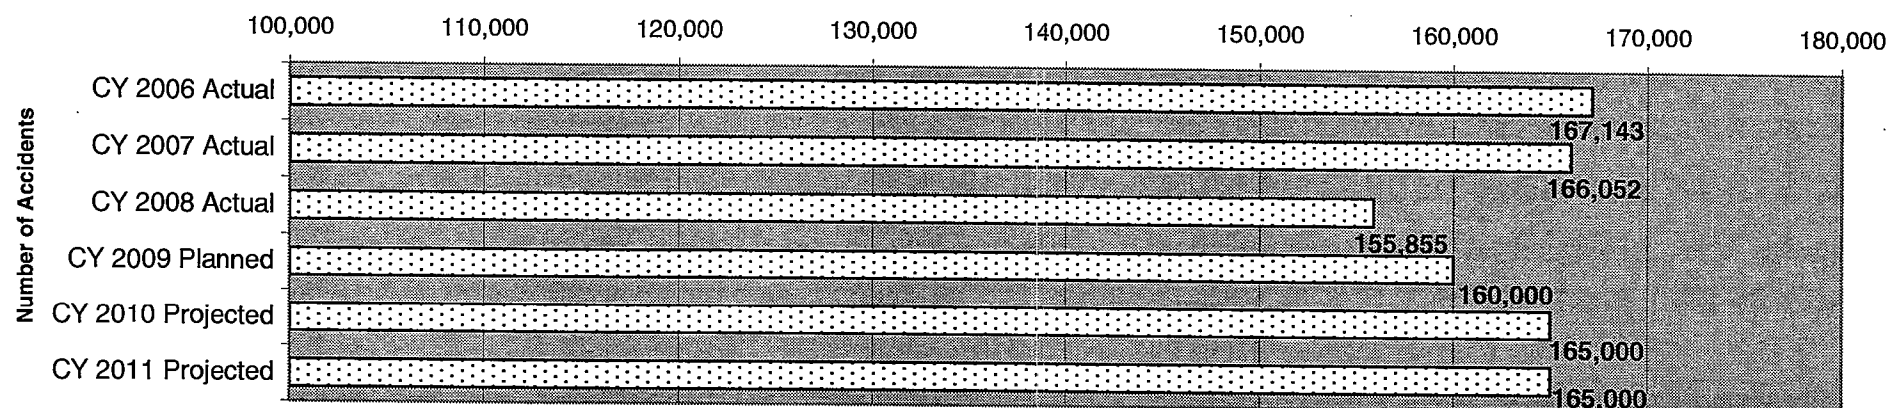 100,000 110,000 120,000 130,000 140,000 150,000 160,000 170,000 180,000
Number of Accidents
CY 2006 Actual
167,143
CY 2007 Actual
166,052
CY 2008 Actual
155,855
CY 2009 Planned
160,000
CY 2010 Projected
165,000
CY 2011 Projected
165,000